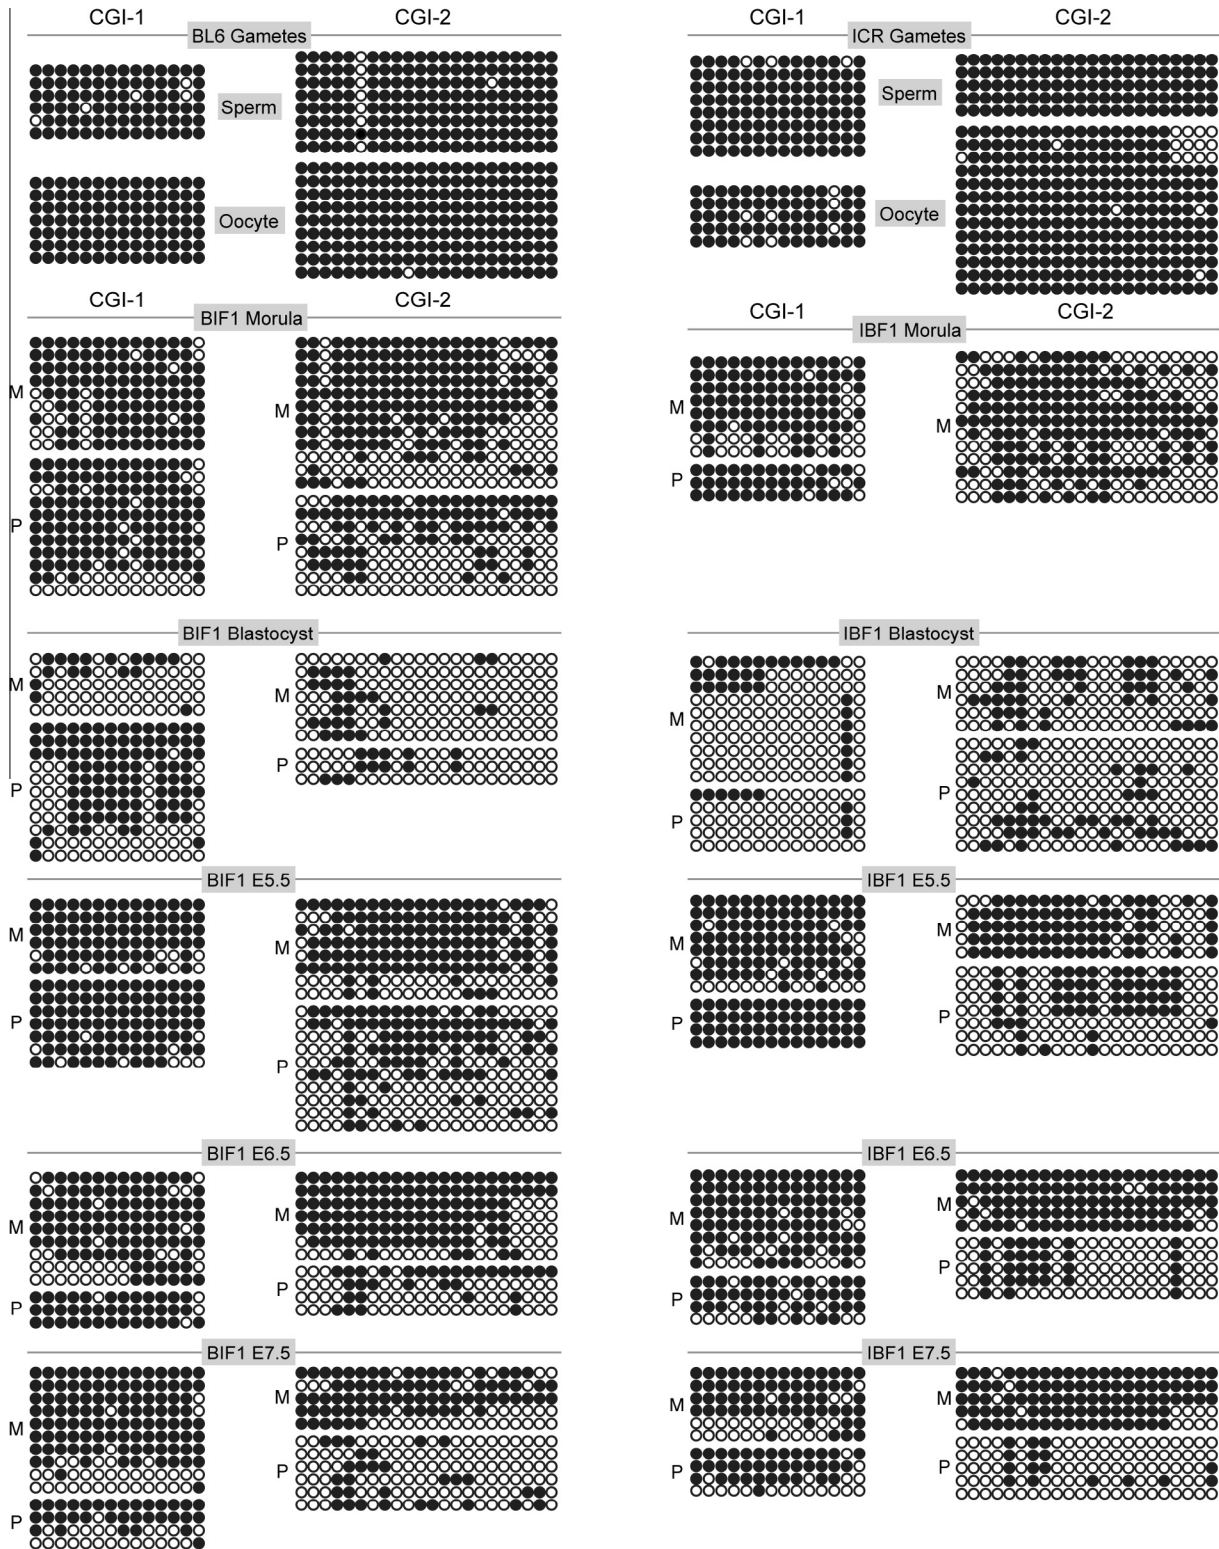 CGI-1 CGI-2 CGI-1 CGI-2
BL6 Gametes ICR Gametes
Sperm Sperm
Oocyte Oocyte
CGI-1 CGI-2 CGI-1 CGI-2
BIF1 Morula IBF1 Morula
M M M M
P P P
BIF1 Blastocyst IBF1 Blastocyst
M M M M
P P P P
BIF1 E5.5 IBF1 E5.5
M M M M
P P P P
BIF1 E6.5 IBF1 E6.5
M M M M
P P P P
BIF1 E7.5 IBF1 E7.5
M M M M
P P P P